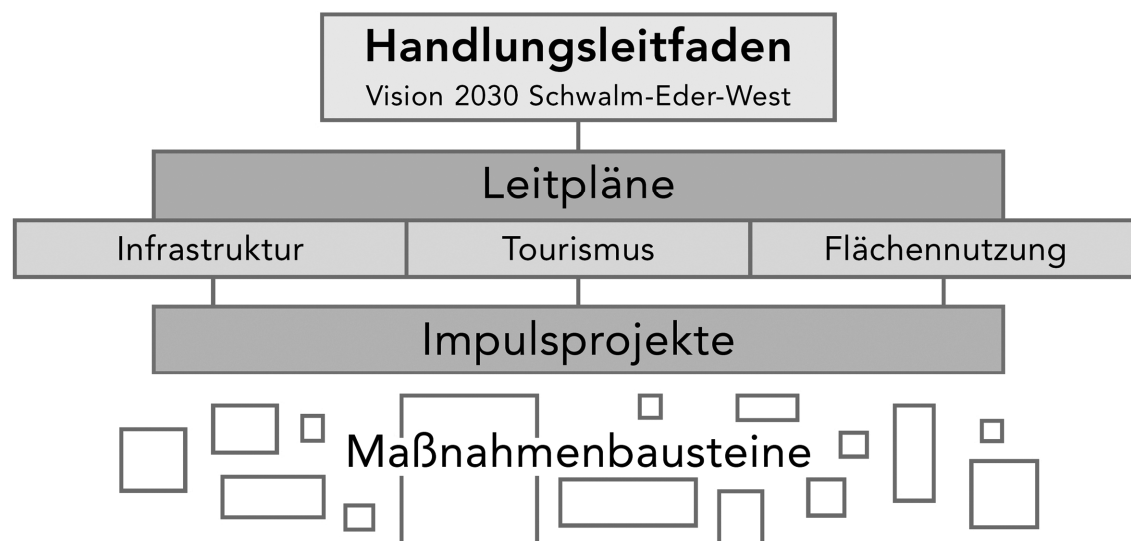 Handlungsleitfaden
Vision 2030 Schwalm-Eder-West
Leitpläne
Infrastruktur
Tourismus
Flächennutzung
Impulsprojekte
Maßnahmenbausteine